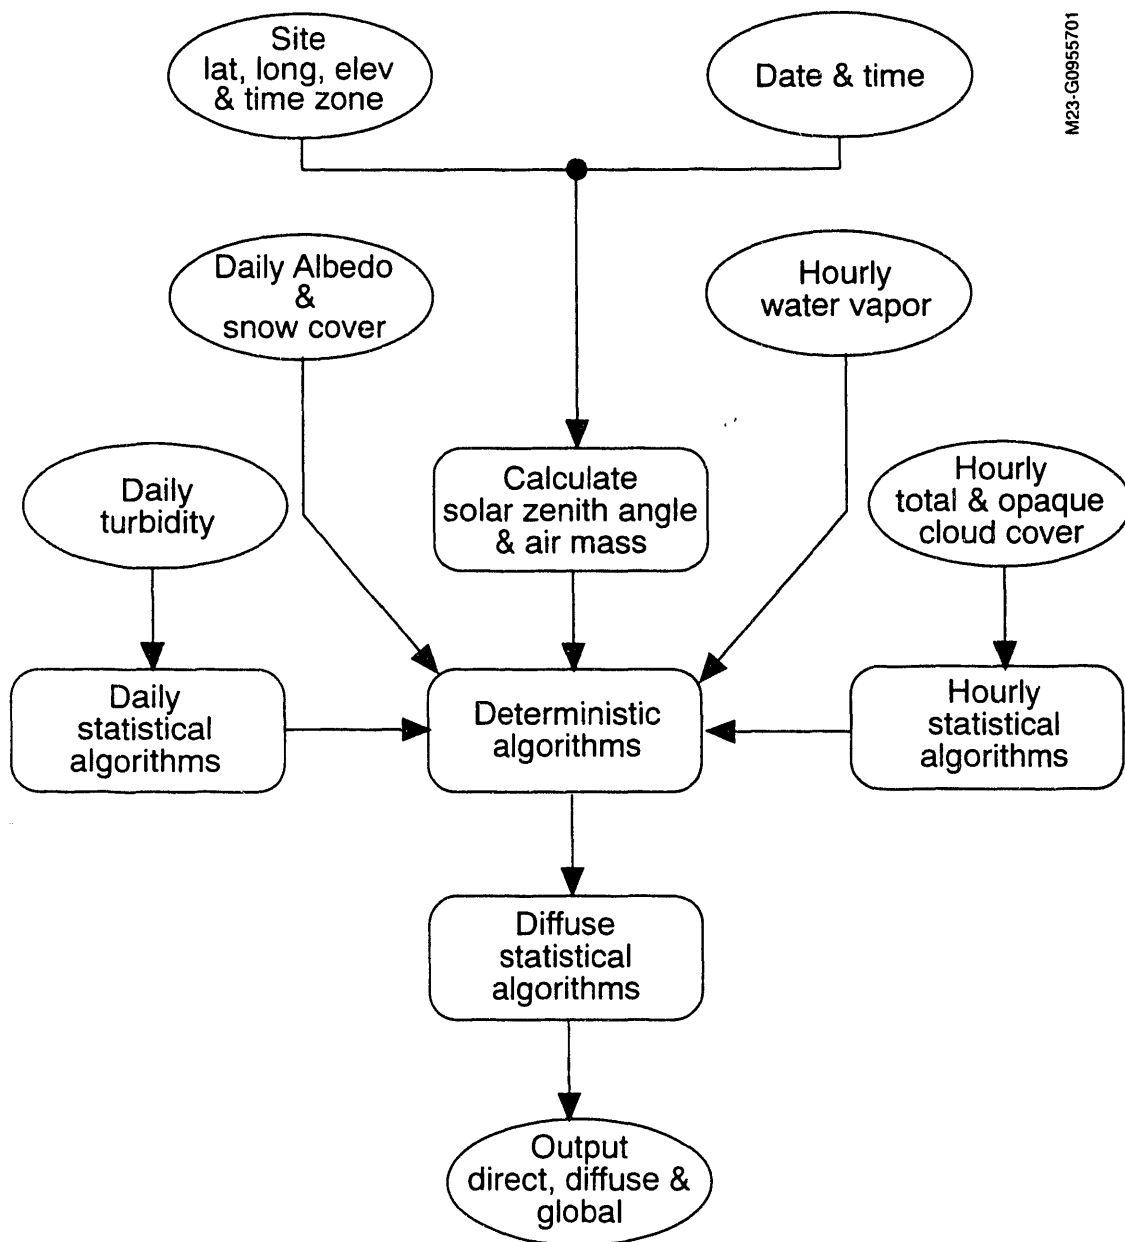 Site
lat, long, elev
& time zone
Date & time
M23-G0955701
Daily Albedo
&
snow cover
Hourly
water vapor
Daily
turbidity
Calculate
solar zenith angle
& air mass
Hourly
total & opaque
cloud cover
Daily
statistical
algorithms
Deterministic
algorithms
Hourly
statistical
algorithms
Diffuse
statistical
algorithms
Output
direct, diffuse &
global